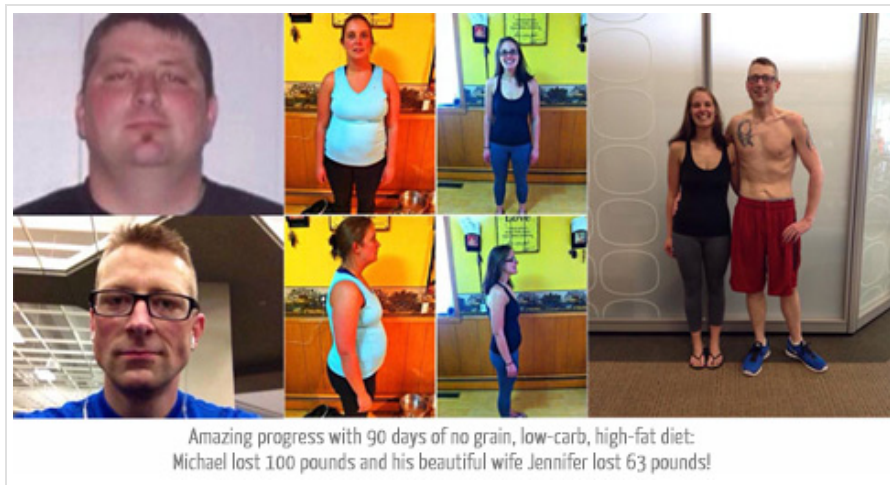 Love
Amazing progress with 90 days of no grain, low-carb, high-fat diet:
Michael lost 100 pounds and his beautiful wife Jennifer lost 63 pounds!